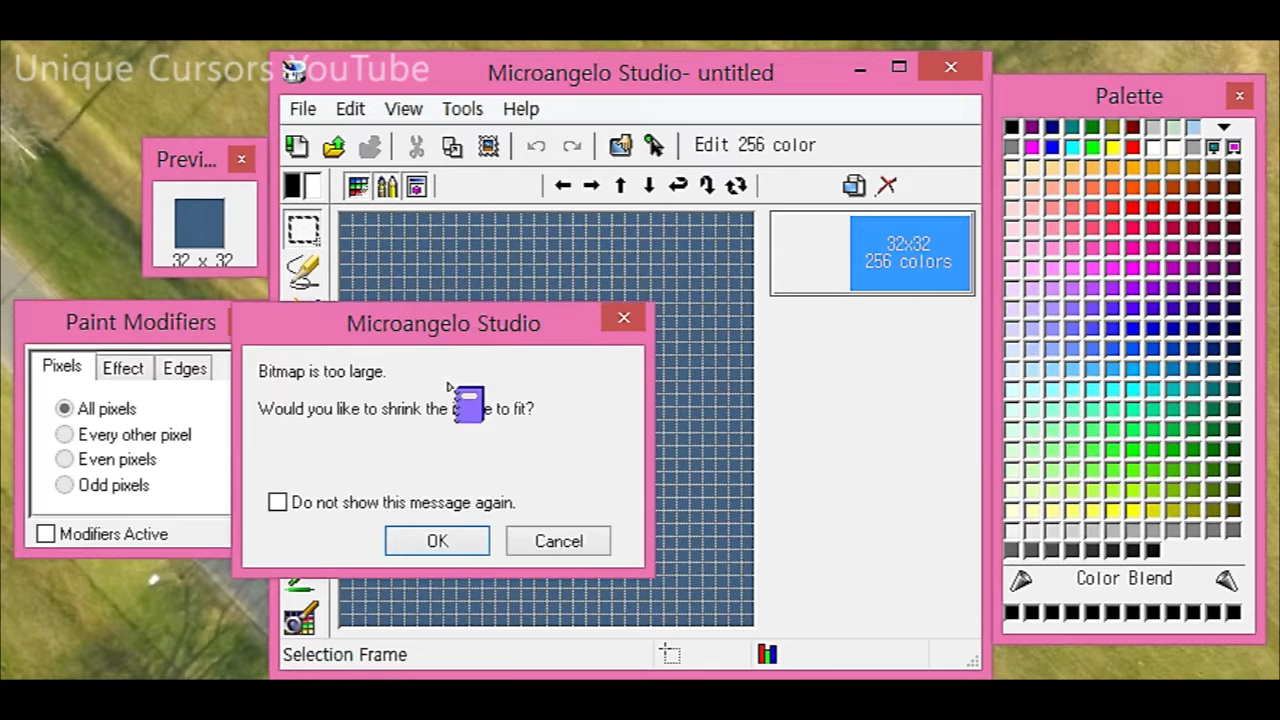 Unique Cursors YouTube
Microangelo Studio- untitled
File Edit View Tools Help
Edit 256 color
Palette
Previ...
32 x 32
32x32
256 colors
Paint Modifiers
Pixels Effect Edges
All pixels
Every other pixel
Even pixels
Odd pixels
Modifiers Active
Microangelo Studio
Bitmap is too large.
Would you like to shrink the e to fit?
Do not show this message again.
OK Cancel
Color Blend
Selection Frame